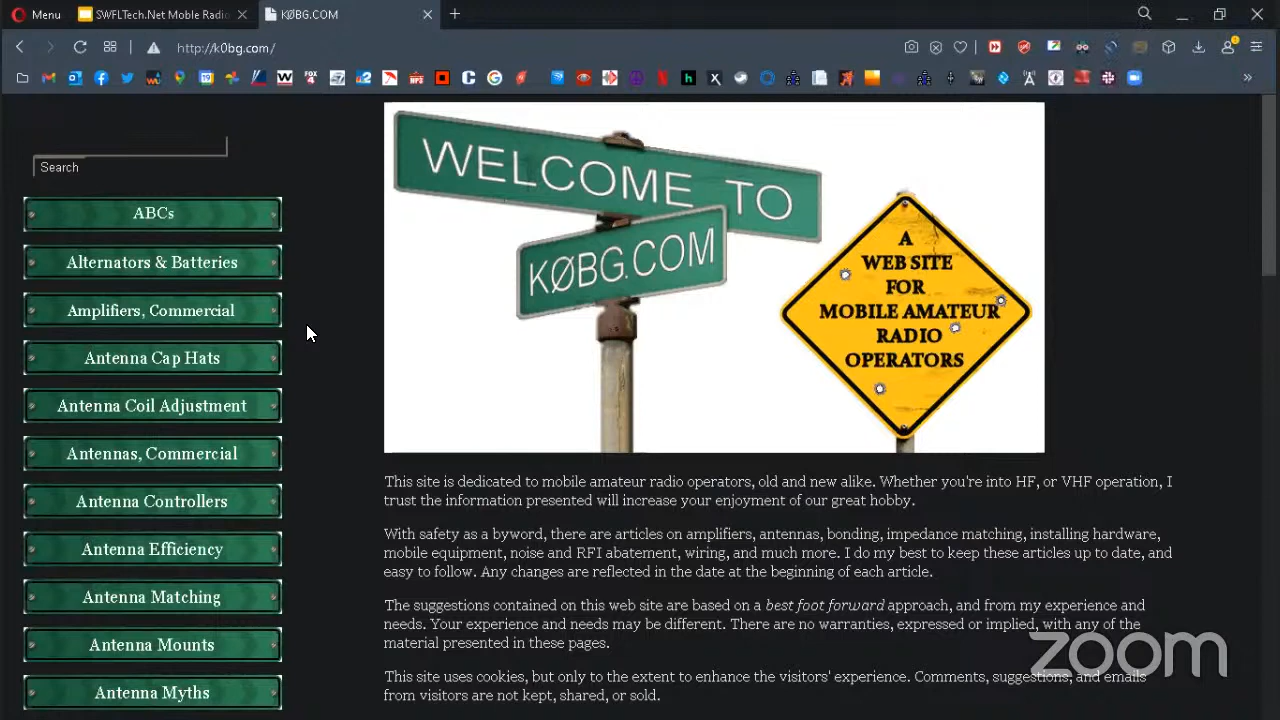 Menu
SWFLTech.Net Moble Radio
KØBG.COM
http://k0bg.com/
Search
ABCs
Alternators & Batteries
Amplifiers, Commercial
Antenna Cap Hats
Antenna Coil Adjustment
Antennas, Commercial
Antenna Controllers
Antenna Efficiency
Antenna Matching
Antenna Mounts
Antenna Myths
WELCOME TO
KØBG.COM
A
WEB SITE
FOR
MOBILE AMATEUR
RADIO
OPERATORS
This site is dedicated to mobile amateur radio operators, old and new alike. Whether you're into HF, or VHF operation, I
trust the information presented will increase your enjoyment of our great hobby.
With safety as a byword, there are articles on amplifiers, antennas, bonding, impedance matching, installing hardware,
mobile equipment, noise and RFI abatement, wiring, and much more. I do my best to keep these articles up to date, and
easy to follow. Any changes are reflected in the date at the beginning of each article.
The suggestions contained on this web site are based on a best foot forward approach, and from my experience and
needs. Your experience and needs may be different. There are no warranties, expressed or implied, with any of the
material presented in these pages.
This site uses cookies, but only to the extent to enhance the visitors' experience. Comments, suggestions, and emails
from visitors are not kept, shared, or sold.
zoom